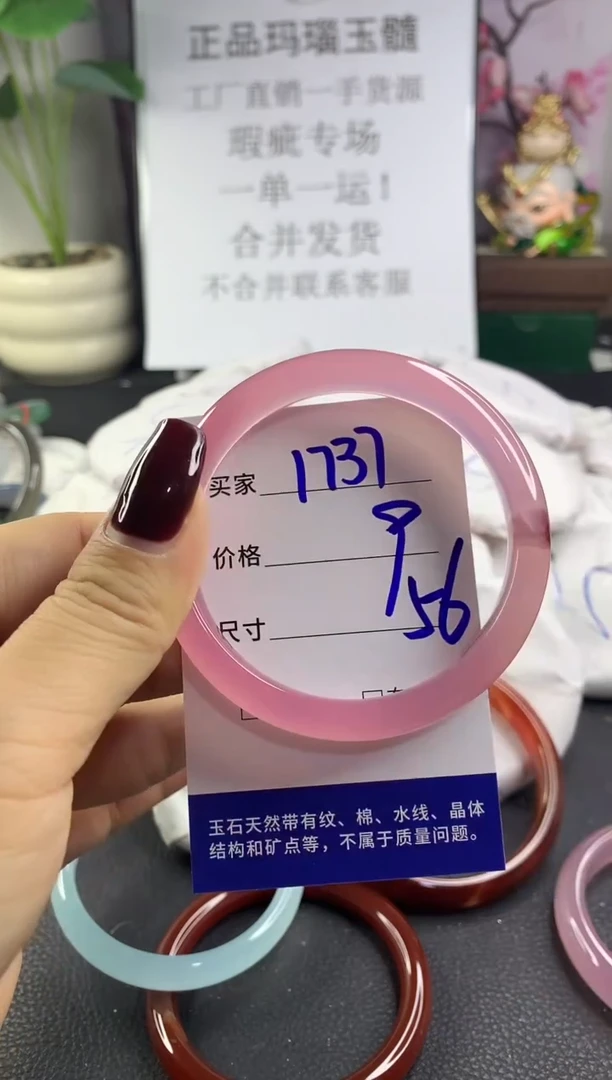 正品玛瑙玉髓
工厂直销一手货源
瑕疵专场
一单一运！
合并发货
不合并联系客服
买家 1737
价格 9
尺寸 56
玉石天然带有纹、棉、水线、晶体
结构和矿点等，不属于质量问题。